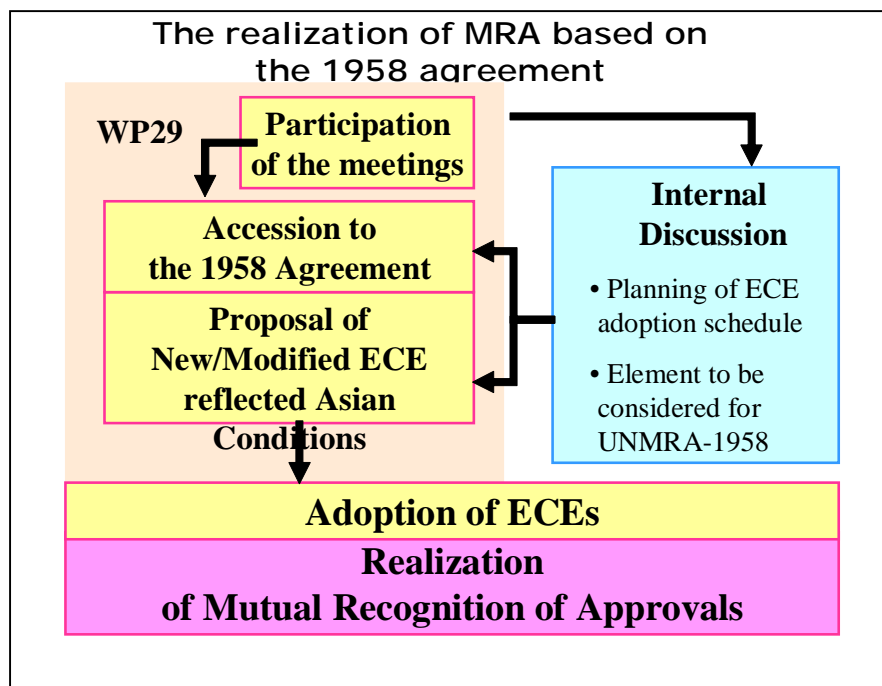 The realization of MRA based on
the 1958 agreement
WP29
Participation
of the meetings
Accession to
the 1958 Agreement
Proposal of
New/Modified ECE
reflected Asian
Conditions
Internal
Discussion
• Planning of ECE
adoption schedule
• Element to be
considered for
UNMRA-1958
Adoption of ECEs
Realization
of Mutual Recognition of Approvals